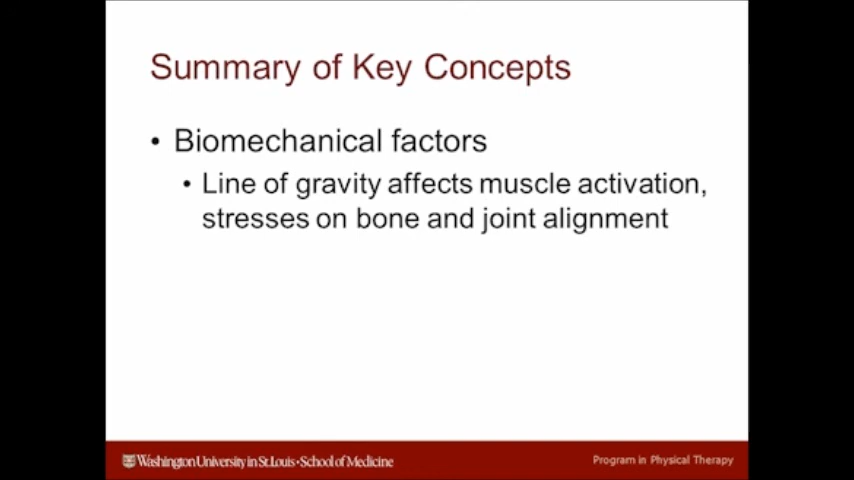 Summary of Key Concepts
• Biomechanical factors
• Line of gravity affects muscle activation,
stresses on bone and joint alignment
Washington University in St. Louis • School of Medicine
Program in Physical Therapy